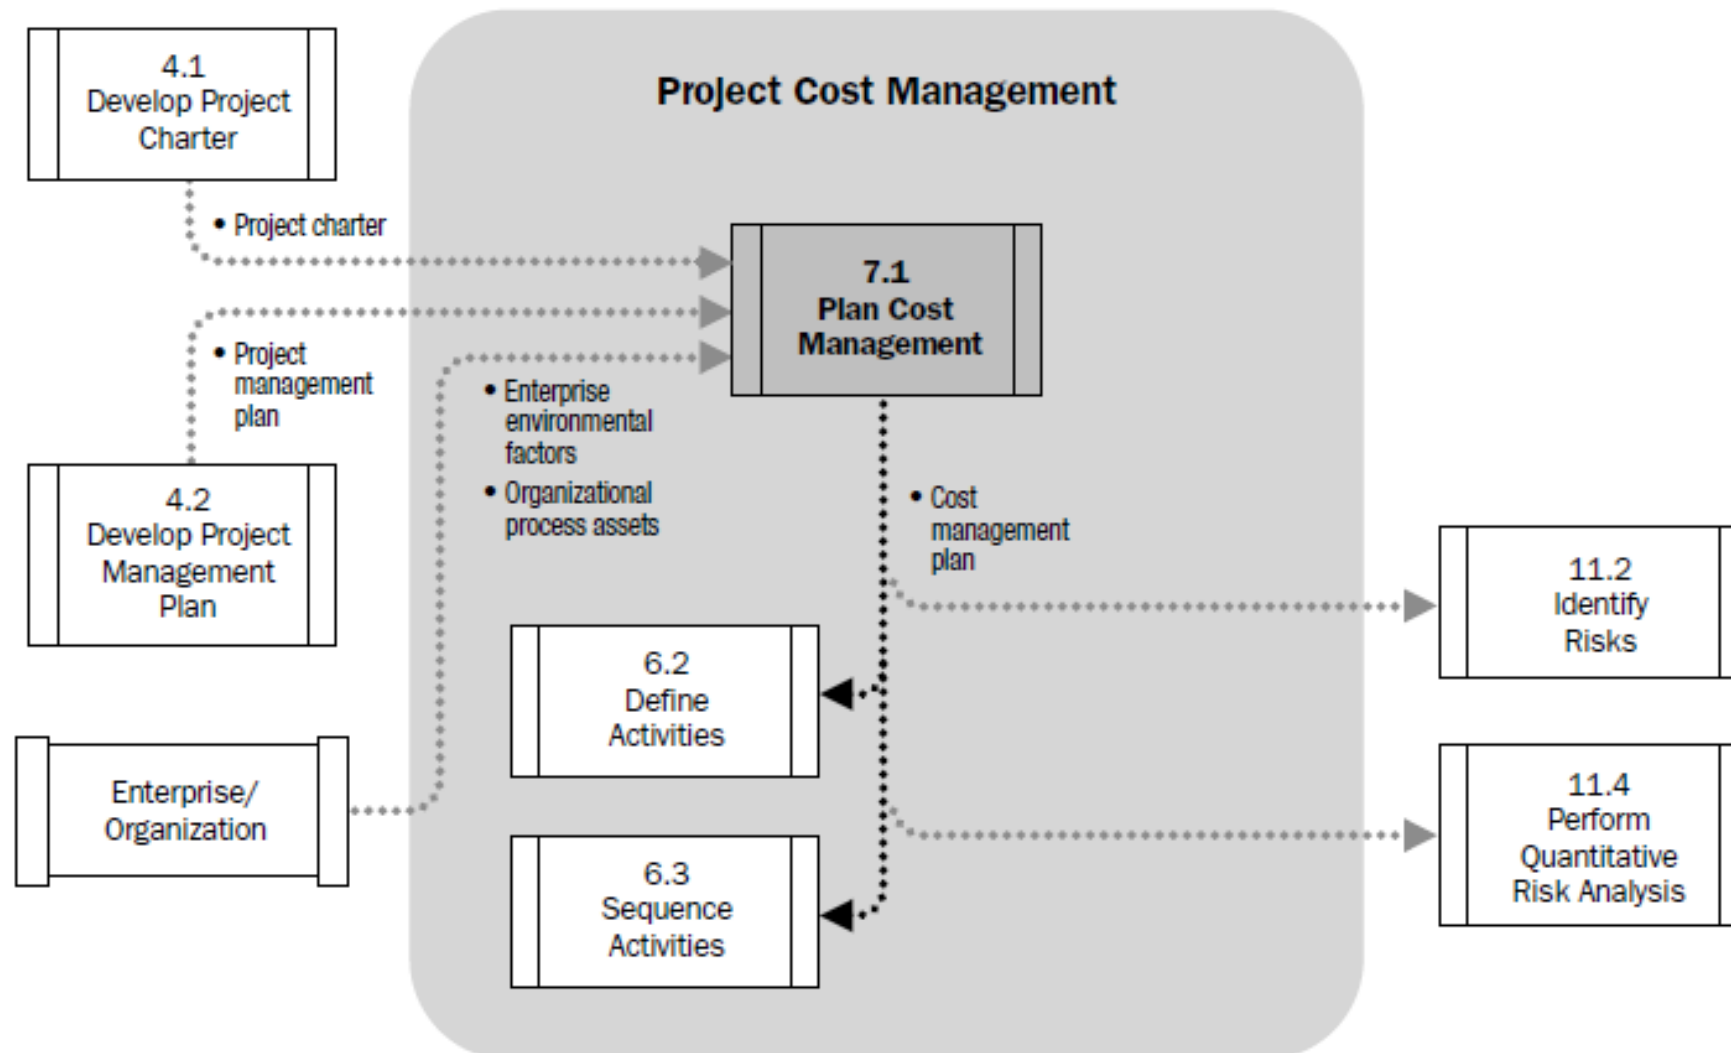 Project Cost Management
4.1
Develop Project
Charter
• Project charter
7.1
Plan Cost
Management
• Project
management
plan
• Enterprise
environmental
factors
• Organizational
process assets
4.2
Develop Project
Management
Plan
• Cost
management
plan
11.2
Identify
Risks
6.2
Define
Activities
Enterprise/
Organization
11.4
Perform
Quantitative
Risk Analysis
6.3
Sequence
Activities